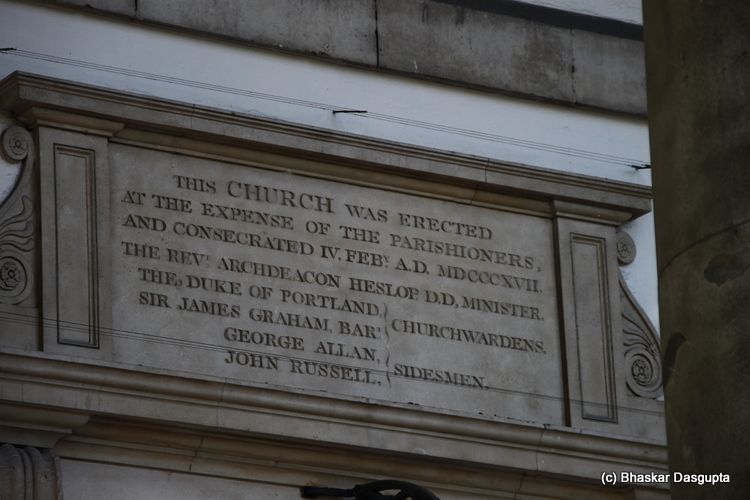 THIS CHURCH WAS ERECTED
AT THE EXPENSE OF THE PARISHIONERS,
AND CONSECRATED IV. FEBY. A.D. MDCCCXVII.
THE REVD. ARCHDEACON HESLOP, D.D, MINISTER.
THE, DUKE OF PORTLAND,
SIR JAMES GRAHAM, BART. CHURCHWARDENS.
GEORGE ALLAN,
JOHN RUSSELL, SIDESMEN.
(c) Bhaskar Dasgupta